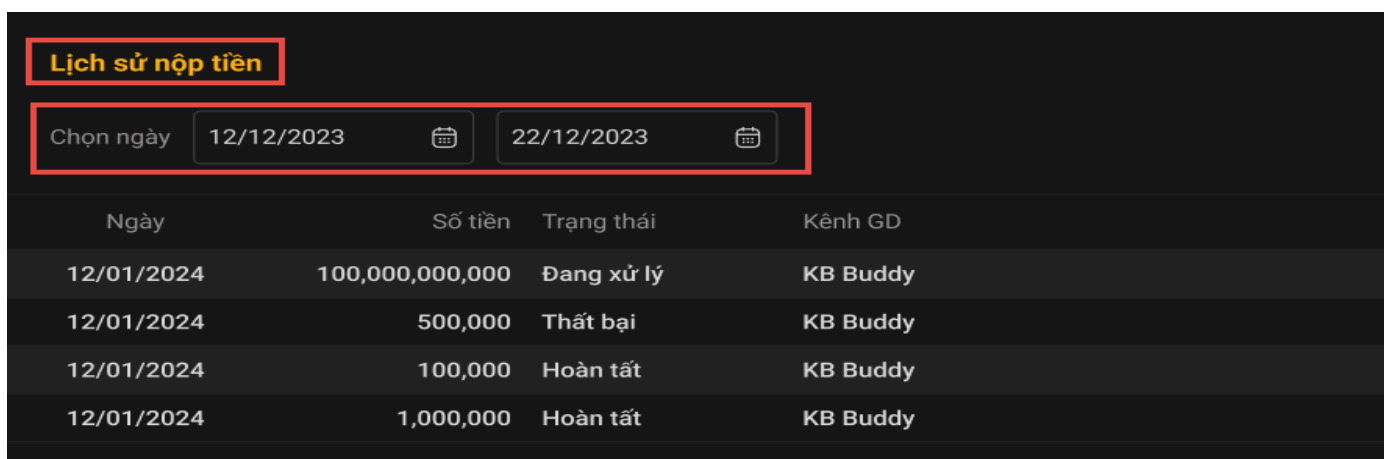 Lịch sử nộp tiền
Chọn ngày 12/12/2023 22/12/2023
Ngày Số tiền Trạng thái Kênh GD
12/01/2024 100,000,000,000 Đang xử lý KB Buddy
12/01/2024 500,000 Thất bại KB Buddy
12/01/2024 100,000 Hoàn tất KB Buddy
12/01/2024 1,000,000 Hoàn tất KB Buddy